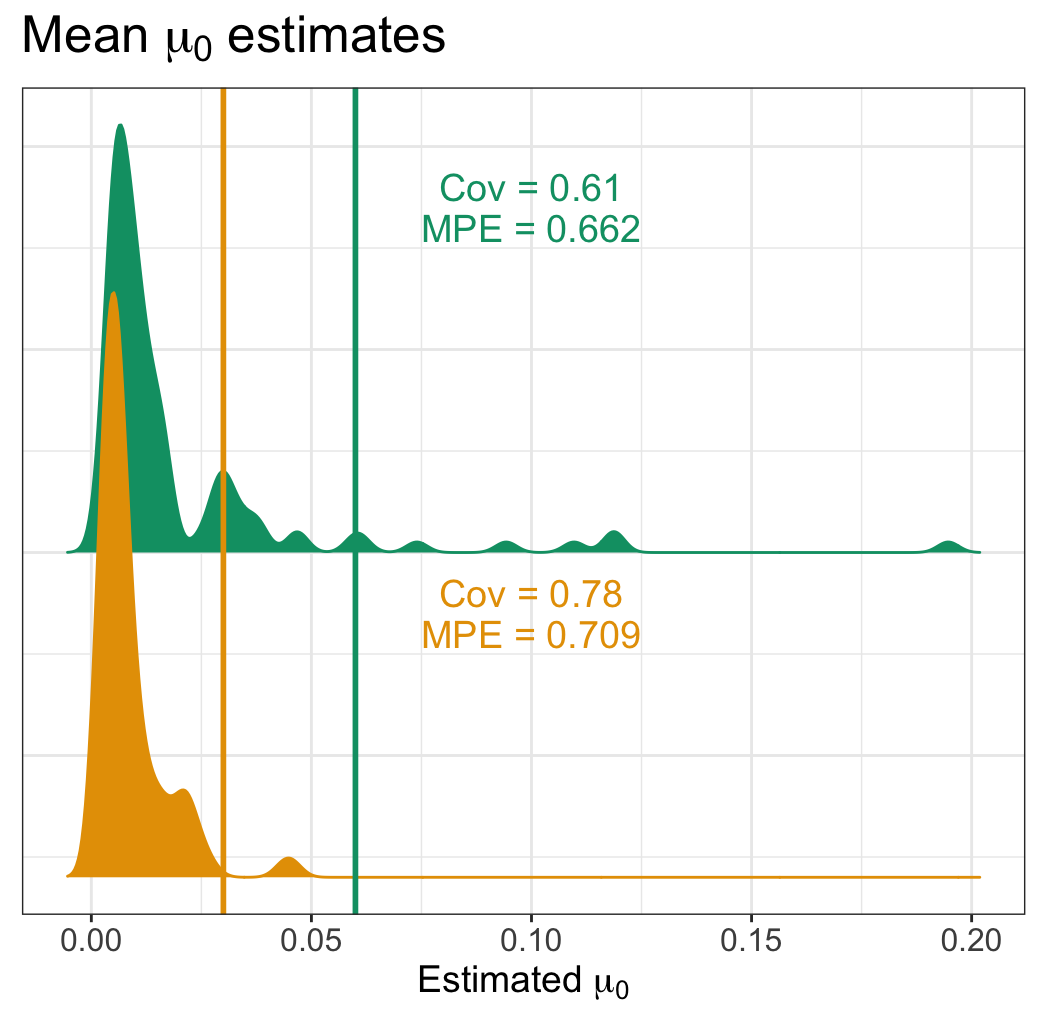 Mean μ₀ estimates
Cov = 0.61
MPE = 0.662
Cov = 0.78
MPE = 0.709
0.00 0.05 0.10 0.15 0.20
Estimated μ₀